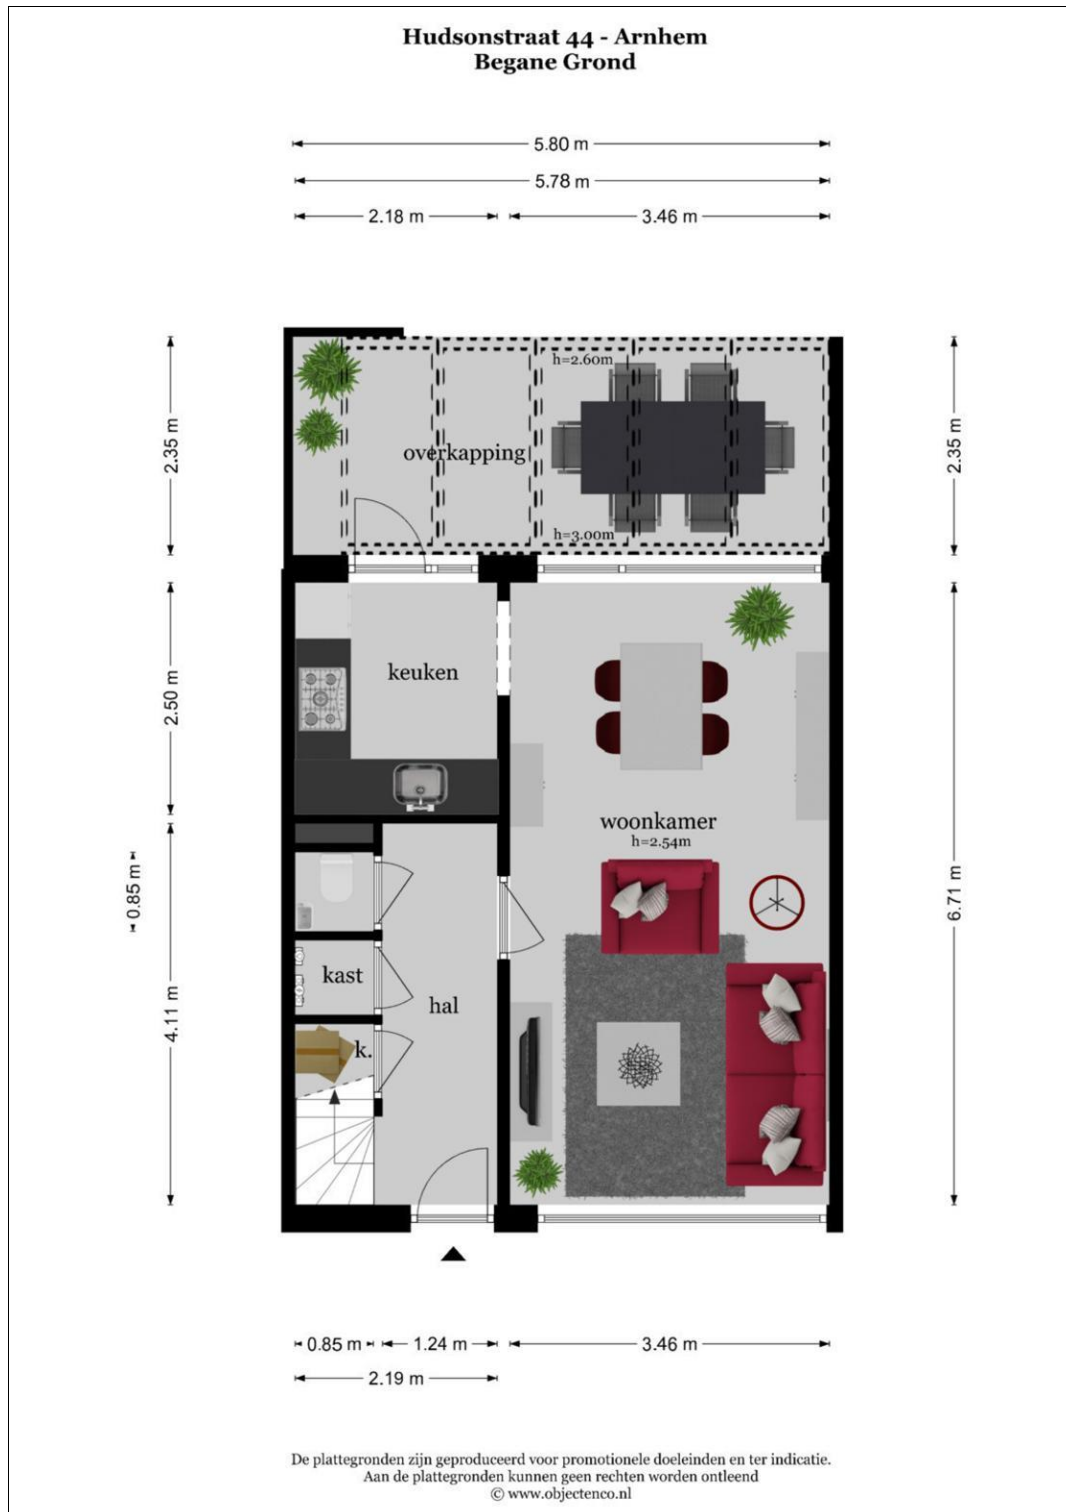 Hudsonstraat 44 - Arnhem
Begane Grond
5.80 m
5.78 m
2.18 m
3.46 m
2.35 m
2.35 m
h=2.60m
overkapping
h=3.00m
2.50 m
keuken
woonkamer
h=2.54m
0.85 m
6.71 m
kast
hal
4.11 m
k.
0.85 m
1.24 m
3.46 m
2.19 m
De plattegronden zijn geproduceerd voor promotionele doeleinden en ter indicatie.
Aan de plattegronden kunnen geen rechten worden ontleend
© www.objectenco.nl